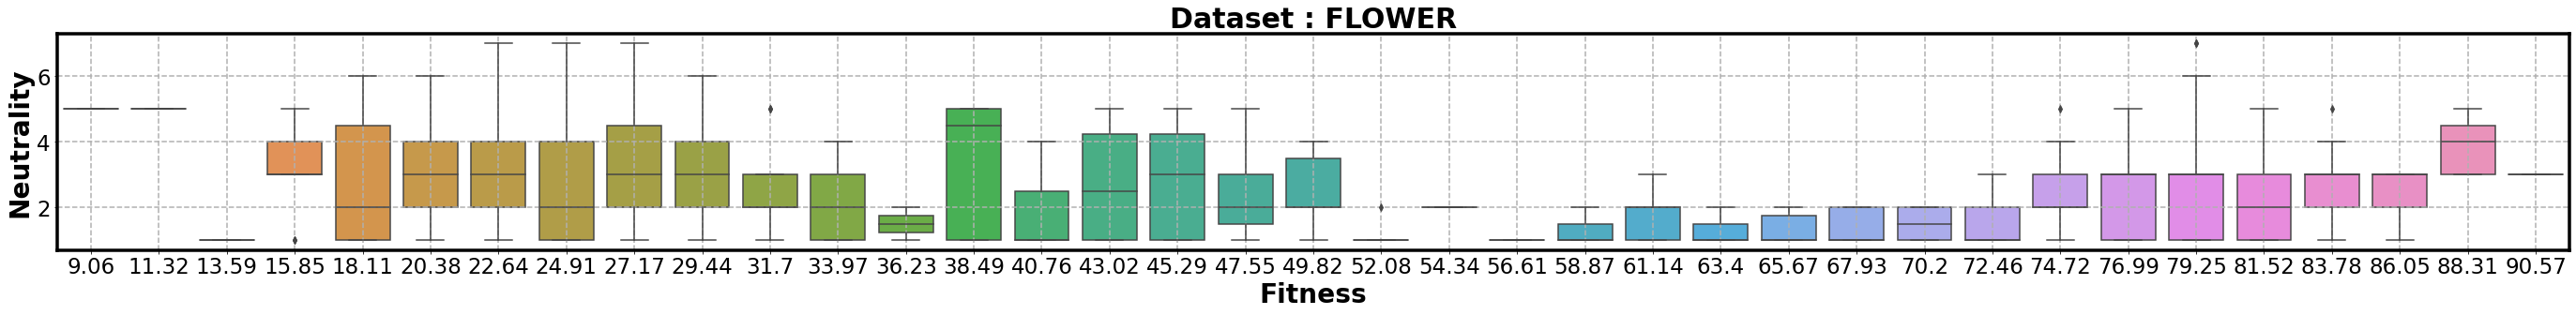 Dataset : FLOWER
Neutrality
6
4
2
9.06 11.32 13.59 15.85 18.11 20.38 22.64 24.91 27.17 29.44 31.7 33.97 36.23 38.49 40.76 43.02 45.29 47.55 49.82 52.08 54.34 56.61 58.87 61.14 63.4 65.67 67.93 70.2 72.46 74.72 76.99 79.25 81.52 83.78 86.05 88.31 90.57
Fitness